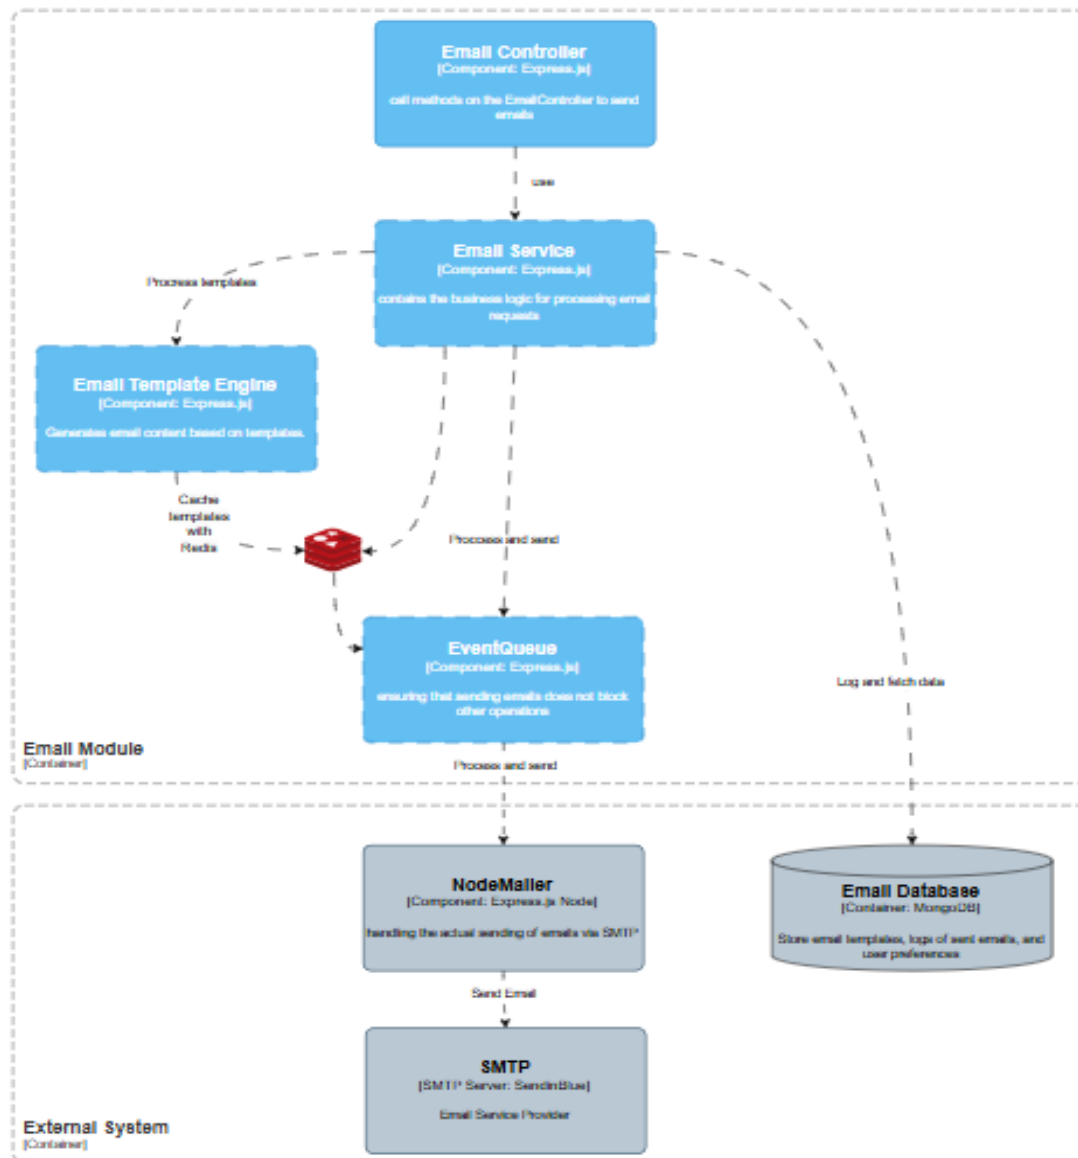 Email Controller
[Component: Express.js]
call methods on the EmailController to send
emails
use
Email Service
[Component: Express.js]
contains the business logic for processing email
requests
Process templates
Email Template Engine
[Component: Express.js]
Generates email content based on templates.
Cache
templates
with
Redis
Proccess and send
EventQueue
[Component: Express.js]
ensuring that sending emails does not block
other operations
Log and fetch data
Email Module
[Container]
Process and send
NodeMailer
[Component: Express.js Node]
handling the actual sending of emails via SMTP
Email Database
[Container: MongoDB]
Store email templates, logs of sent emails, and
user preferences
Send Email
SMTP
[SMTP Server: SendinBlue]
Email Service Provider
External System
[Container]